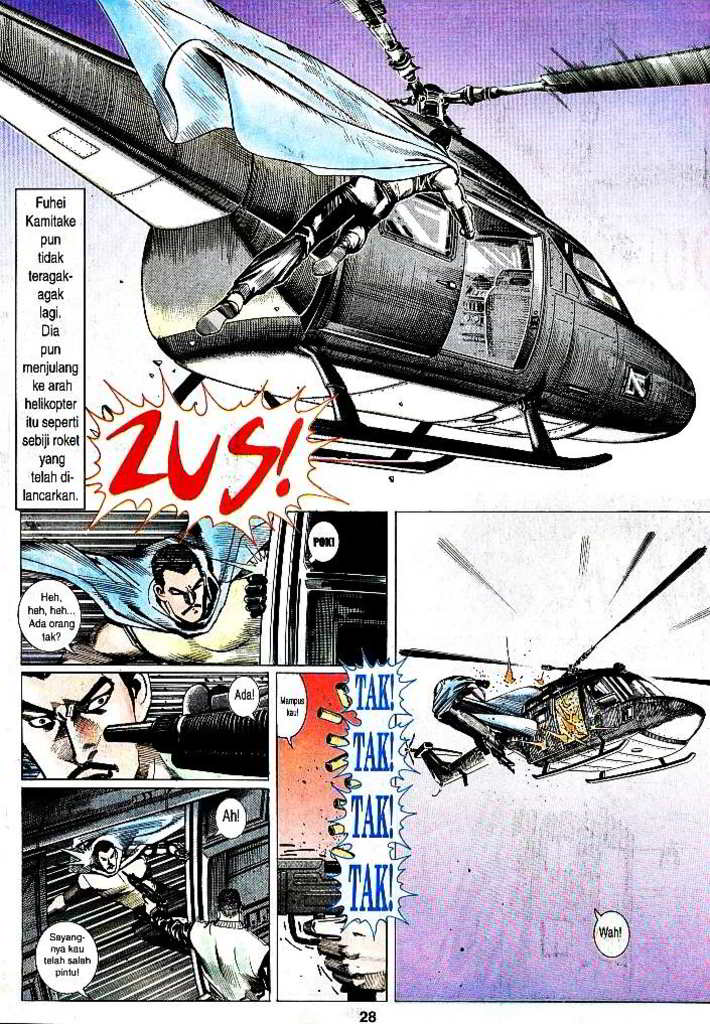 Fuhei
Kamitake
pun
tidak
teragak-
agak
lagi.
Dia
pun
menjulang
ke arah
helikopter
itu seperti
sebiji roket
yang
telah di-
lancarkan.
ZUS!
Heh,
heh, heh...
Ada orang
tak?
POK!
Ada!
Ah!
Sayang-
nya kau
telah salah
pintu!
Mampus
kau!
TAK!
TAK!
TAK!
TAK!
Wah!
28